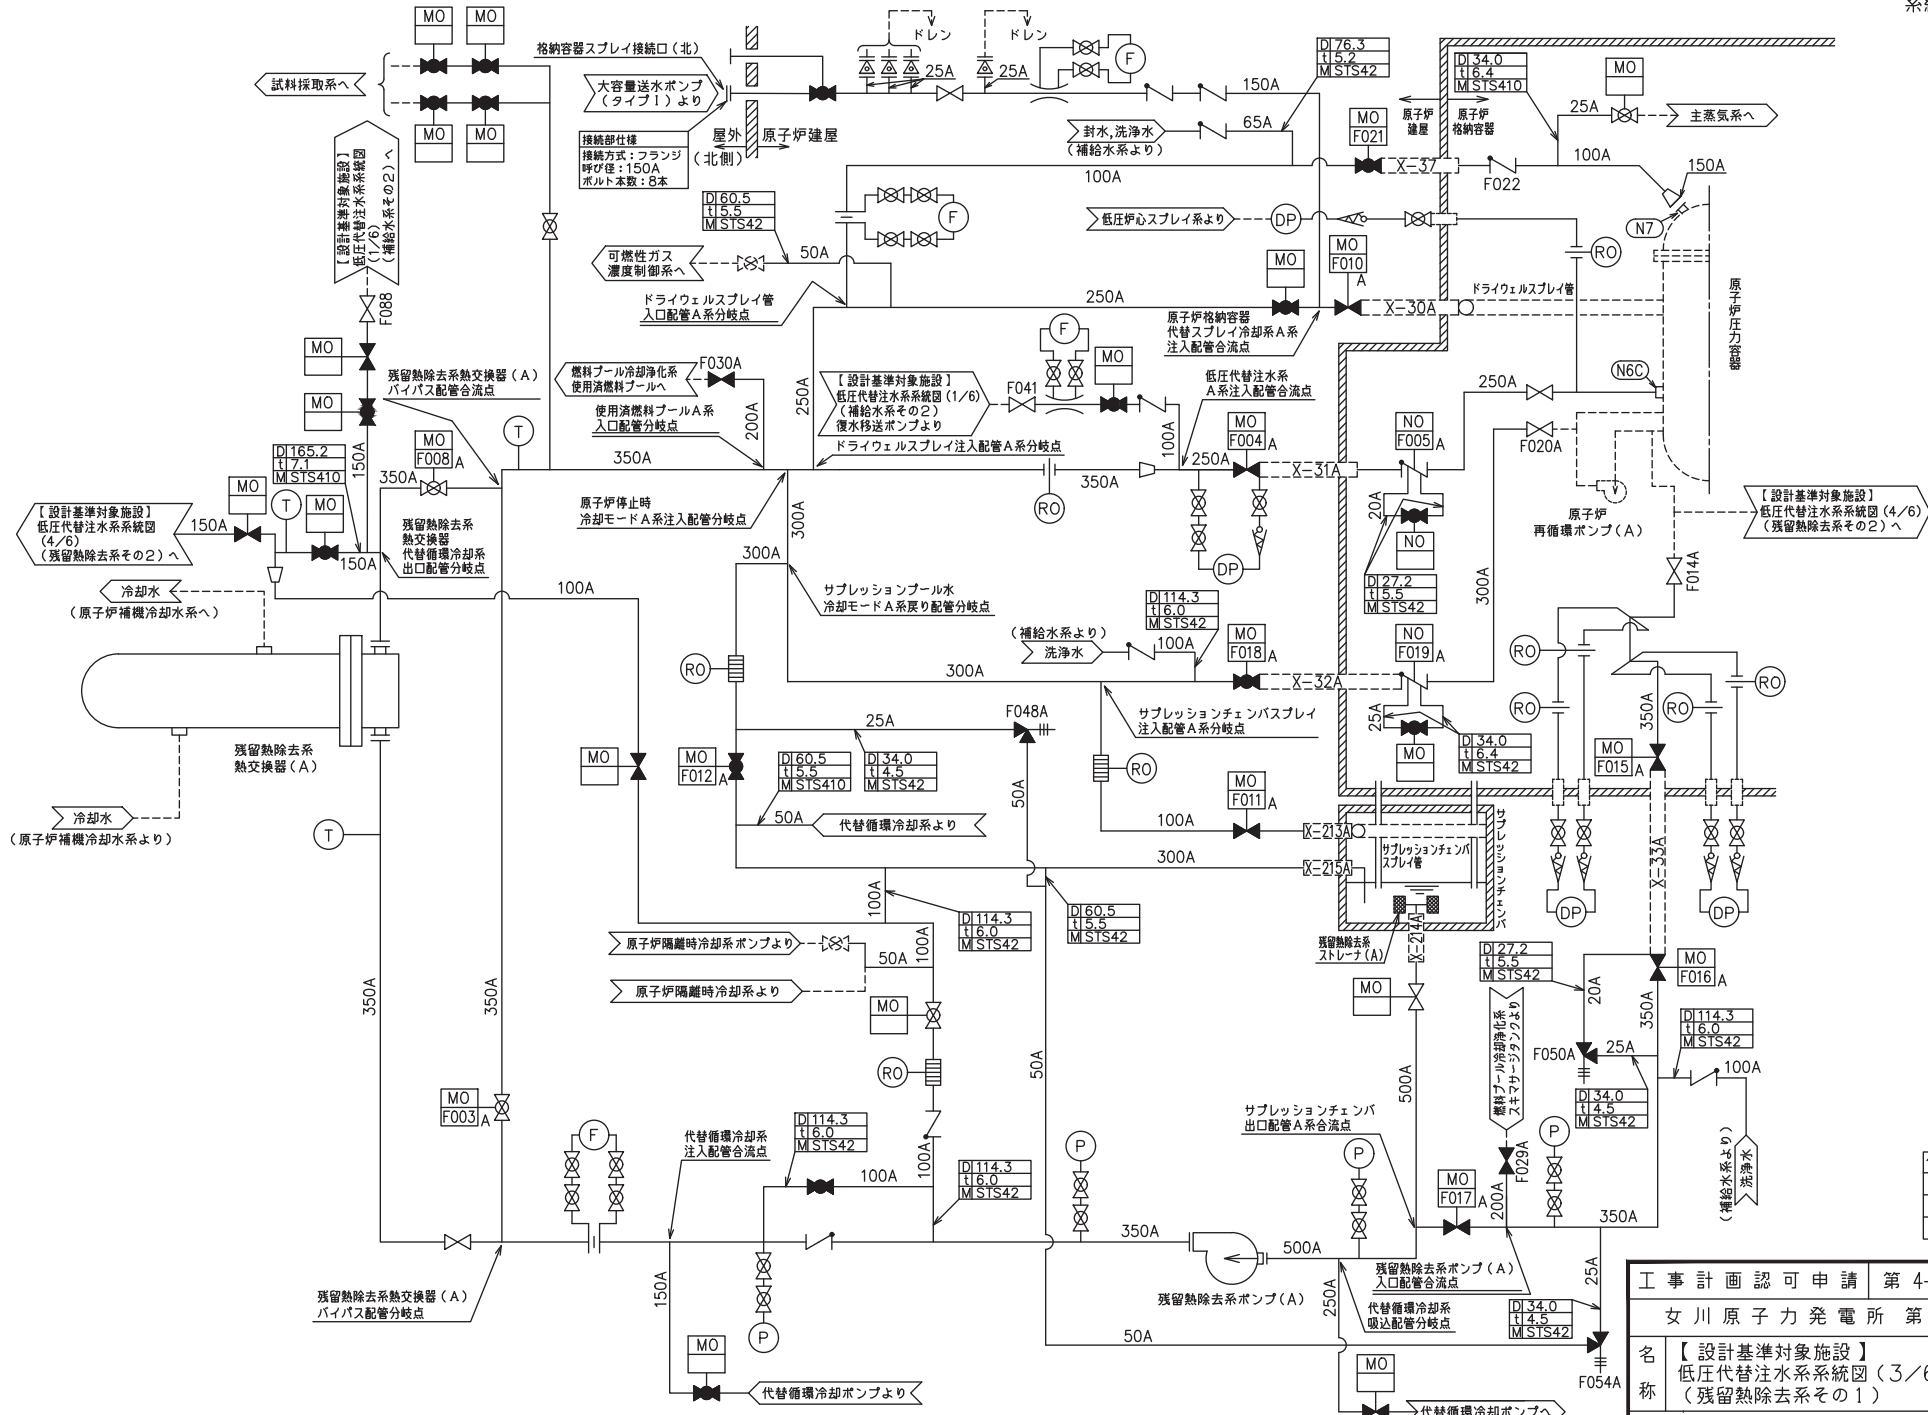 MO
MO
MO
MO
試料採取系へ
【設計基準対象施設】
低圧代替注水系系統図
(1/6)
(補給水系その2)へ
F088
MO
MO
格納容器スプレイ接続口(北)
大容量送水ポンプ
(タイプⅠ)より
接続部仕様
接続方式:フランジ
呼び径:150A
ボルト本数:8本
屋外
(北側)
原子炉建屋
ドレン
ドレン
25A
25A
F
150A
D 76.3
t 5.2
M STS42
封水,洗浄水
(補給水系より)
65A
100A
MO
F021
原子炉
建屋
原子炉
格納容器
D 34.0
t 6.4
M STS410
MO
25A
主蒸気系へ
X-37
F022
100A
150A
N7
D 60.5
t 5.5
M STS42
F
低圧炉心スプレイ系より
DP
RO
可燃性ガス
濃度制御系へ
50A
ドライウェルスプレイ管
入口配管A系分岐点
250A
MO
MO
F010
A
X-30A
ドライウェルスプレイ管
原子炉圧力容器
原子炉格納容器
代替スプレイ冷却系A系
注入配管合流点
F
残留熱除去系熱交換器(A)
バイパス配管合流点
燃料プール冷却浄化系
使用済燃料プールへ
F030A
使用済燃料プールA系
入口配管分岐点
200A
250A
【設計基準対象施設】
低圧代替注水系系統図(1/6)
(補給水系その2)
復水移送ポンプより
F041
MO
100A
低圧代替注水系
A系注入配管合流点
N6C
250A
F020A
ドライウェルスプレイ注入配管A系分岐点
MO
F004
A
NO
F005
A
D 165.2
t 7.1
M STS410
150A
MO
F008
A
350A
T
350A
RO
350A
250A
X-31A
MO
T
MO
150A
150A
【設計基準対象施設】
低圧代替注水系系統図
(4/6)
(残留熱除去系その2)へ
残留熱除去系
熱交換器
代替循環冷却系
出口配管分岐点
原子炉停止時
冷却モードA系注入配管分岐点
300A
DP
20A
NO
D 27.2
t 5.5
M STS42
原子炉
再循環ポンプ(A)
【設計基準対象施設】
低圧代替注水系系統図(4/6)
(残留熱除去系その2)へ
F014A
冷却水
(原子炉補機冷却水系へ)
100A
300A
サプレッションプール水
冷却モードA系戻り配管分岐点
D 114.3
t 6.0
M STS42
(補給水系より)
洗浄水
100A
MO
F018
A
NO
F019
A
300A
RO
300A
X-32A
25A
MO
D 34.0
t 6.4
M STS42
RO
RO
RO
RO
サプレッションチェンバスプレイ
注入配管A系分岐点
残留熱除去系
熱交換器(A)
冷却水
(原子炉補機冷却水系より)
T
MO
MO
F012
A
25A
F048A
D 60.5
t 5.5
M STS410
D 34.0
t 4.5
M STS42
50A
代替循環冷却系より
50A
RO
MO
F011
A
100A
X-213A
300A
X-215A
サプレッションチェンバ
スプレイ管
サプレッションチェンバ
350A
MO
F015
A
X-33A
DP
DP
100A
D 114.3
t 6.0
M STS42
D 60.5
t 5.5
M STS42
残留熱除去系
ストレーナ(A)
X-214A
原子炉隔離時冷却系ポンプより
原子炉隔離時冷却系より
50A
100A
MO
RO
350A
350A
50A
MO
500A
D 27.2
t 5.5
M STS42
20A
燃料プール冷却浄化系
スキマサージタンクより
MO
F016
A
350A
D 114.3
t 6.0
M STS42
F050A
25A
100A
D 34.0
t 4.5
M STS42
(補給水系より)
洗浄水
MO
F003
A
F
代替循環冷却系
注入配管合流点
D 114.3
t 6.0
M STS42
100A
100A
D 114.3
t 6.0
M STS42
P
サプレッションチェンバ
出口配管A系合流点
P
MO
F017
A
F029A
200A
P
350A
350A
500A
残留熱除去系ポンプ(A)
残留熱除去系ポンプ(A)
入口配管合流点
代替循環冷却系
吸込配管分岐点
250A
25A
D 34.0
t 4.5
M STS42
残留熱除去系熱交換器(A)
バイパス配管分岐点
150A
P
MO
代替循環冷却ポンプより
50A
F054A
MO
代替循環冷却ポンプへ
工事計画認可申請
第 4-
女川原子力発電所 第
名称
【設計基準対象施設】
低圧代替注水系系統図(3/6
(残留熱除去系その1)